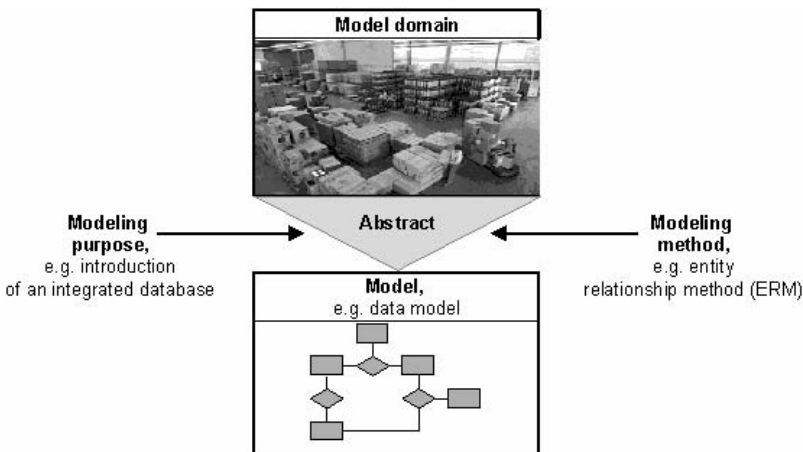 Model domain
Abstract
Modeling
purpose,
e.g. introduction
of an integrated database
Modeling
method,
e.g. entity
relationship method (ERM)
Model,
e.g. data model